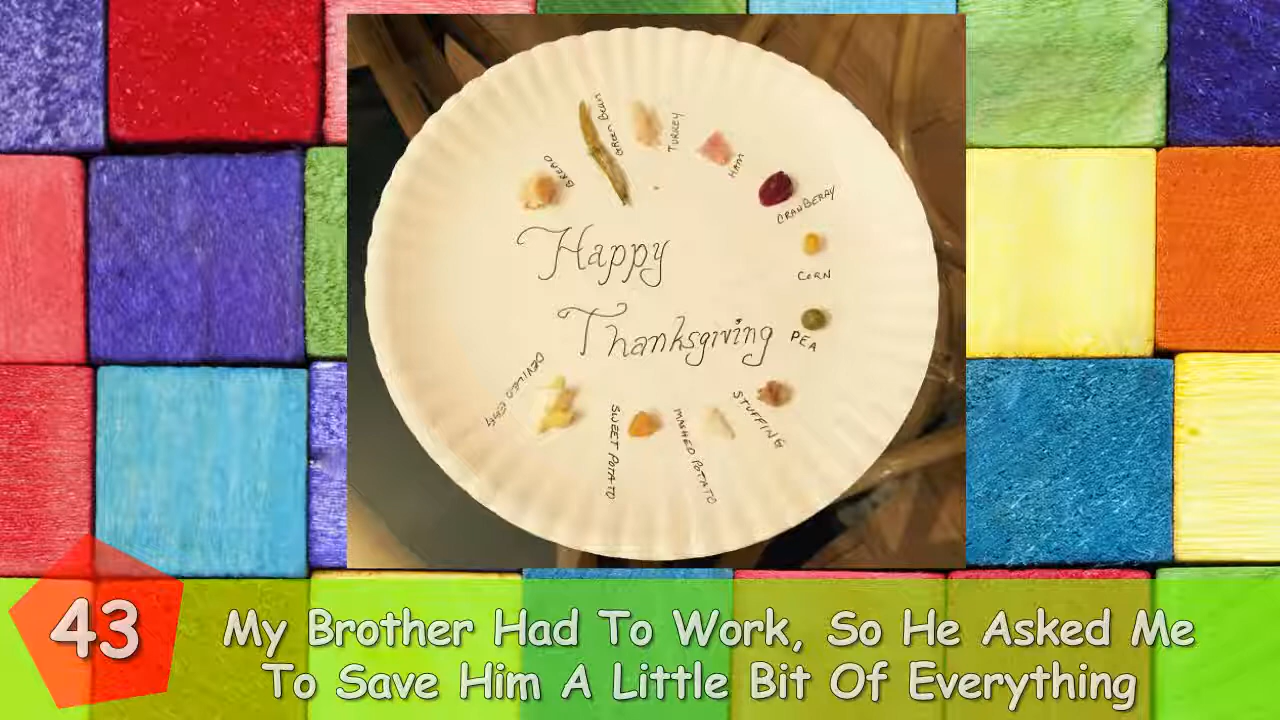 BREAD
Green Bean
TURKEY
HAM
CRANBERRY
CORN
PEA
Happy
Thanksgiving
DEVILED EGG
SWEET POTATO
MASHED POTATO
STUFFING
43
My Brother Had To Work, So He Asked Me
To Save Him A Little Bit Of Everything